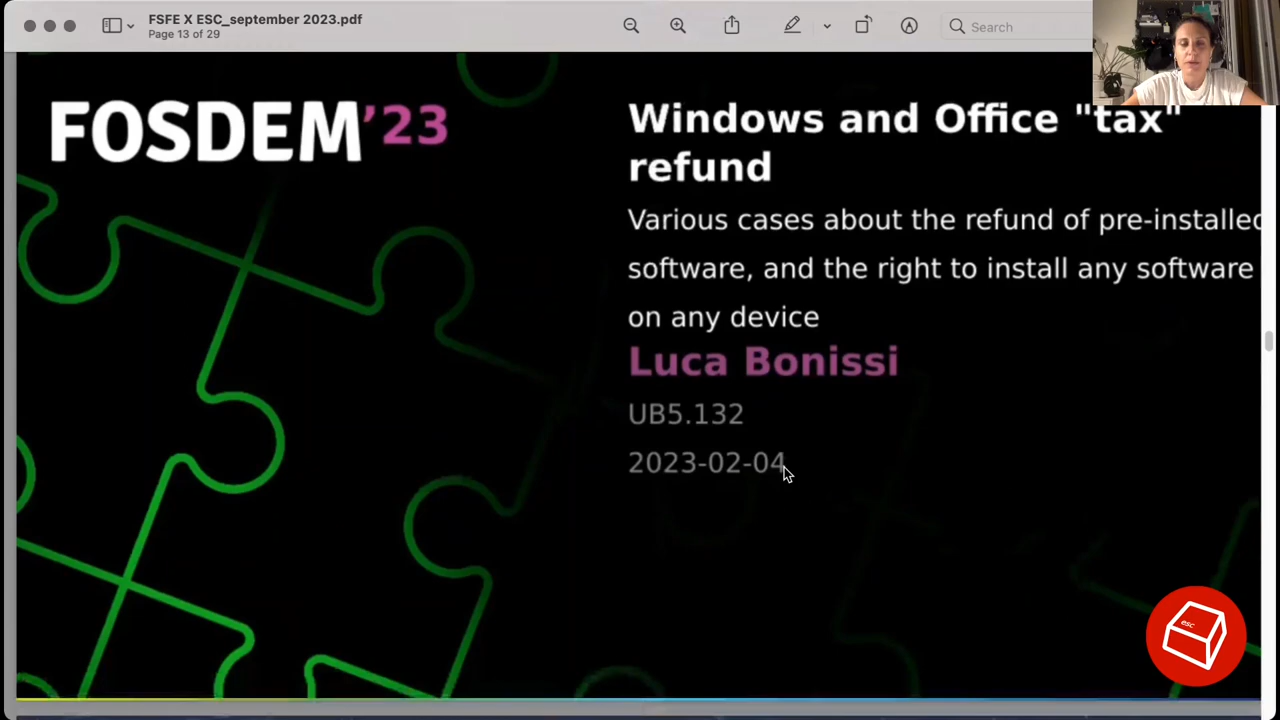 FSFE X ESC_september 2023.pdf
Page 13 of 29
Search
FOSDEM'23
Windows and Office "tax"
refund
Various cases about the refund of pre-installed
software, and the right to install any software
on any device
Luca Bonissi
UB5.132
2023-02-04
esc